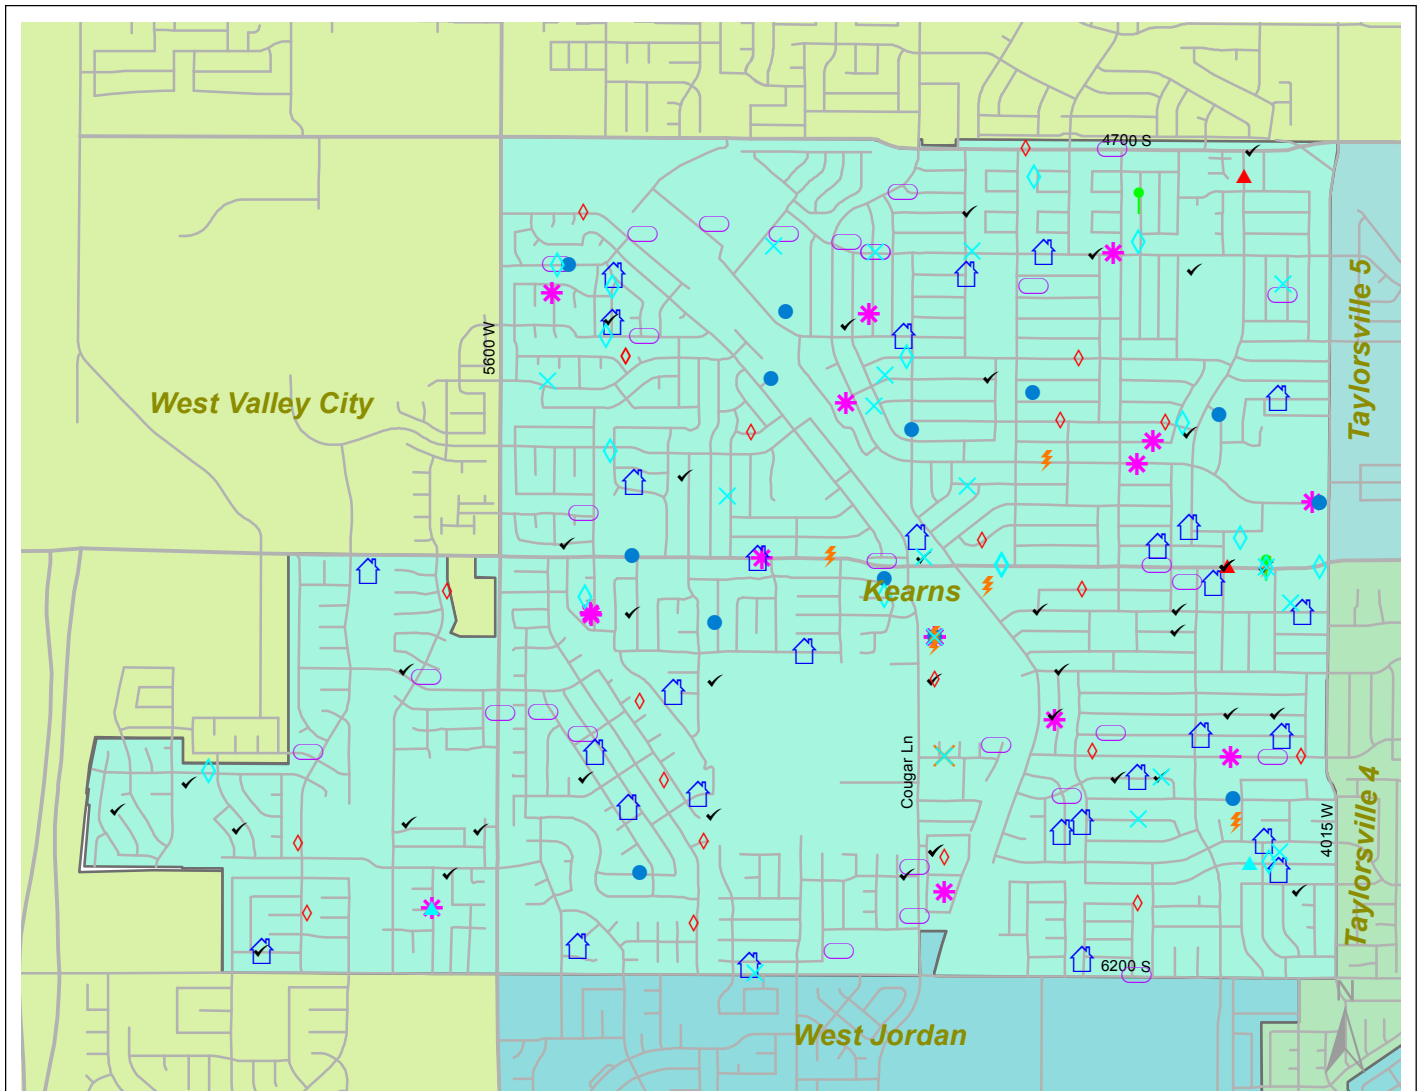 4700 S
Taylorsville 5
5600 W
West Valley City
Kearns
Cougar Ln
4015 W
Taylorsville 4
6200 S
N
West Jordan